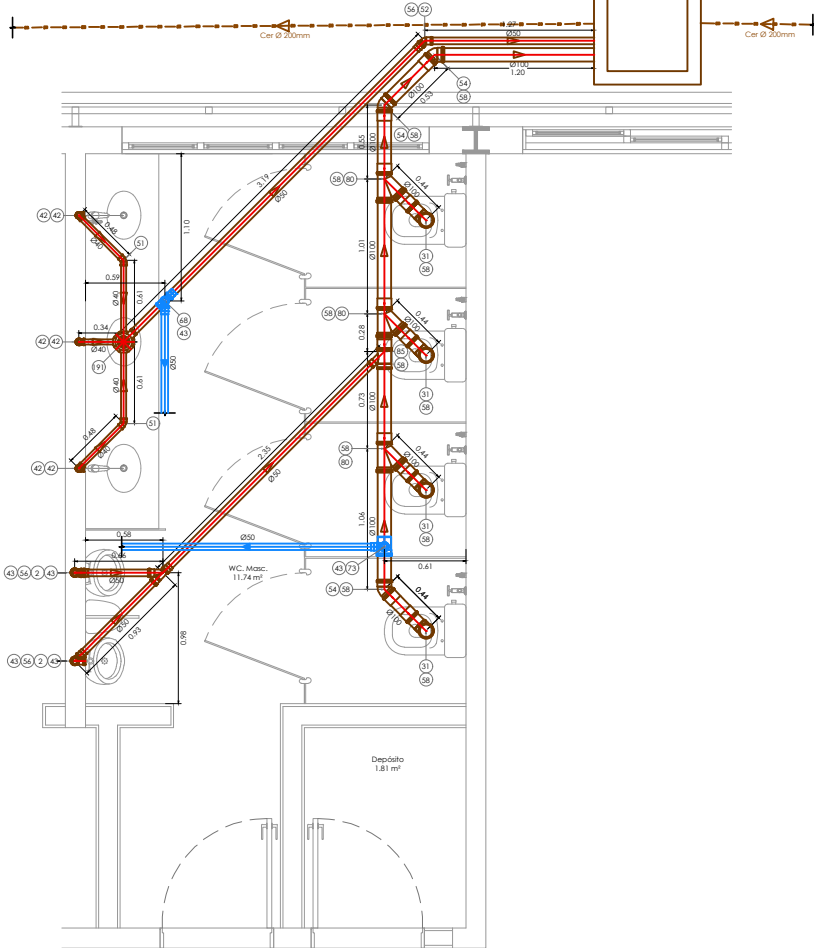 56 52
1.27
Ø50
Cer Ø 200mm
Cer Ø 200mm
Ø100
1.20
54
58
Ø100
0.53
54 58
Ø100
0.55
3.19
Ø50
58 80
0.44
Ø100
1.10
42 42
0.48
Ø40
51
31
58
1.01
Ø100
0.59
Ø40
0.61
68
43
58 80
0.44
Ø100
0.34
42 42
Ø40
191
Ø50
0.28
85
58
Ø40
0.61
31
58
0.73
Ø100
51
0.48
Ø40
42 42
2.35
Ø50
58
80
0.44
Ø100
1.06
Ø100
31
58
0.58
Ø50
43 56 2 43
Ø50
WC. Masc.
11.74 m²
43 73
0.61
54 58
0.44
Ø100
Ø50
0.93
0.98
43 56 2 43
31
58
Depósito
1.81 m²